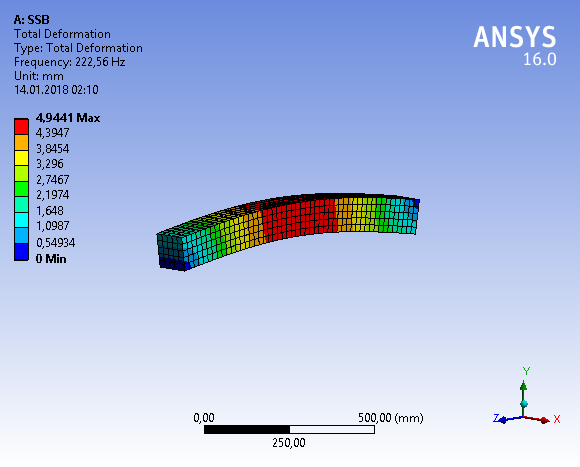 A: SSB
Total Deformation
Type: Total Deformation
Frequency: 222,56 Hz
Unit: mm
14.01.2018 02:10
ANSYS
16.0
4,9441 Max
4,3947
3,8454
3,296
2,7467
2,1974
1,648
1,0987
0,54934
0 Min
0,00 500,00 (mm)
250,00
Y
Z X